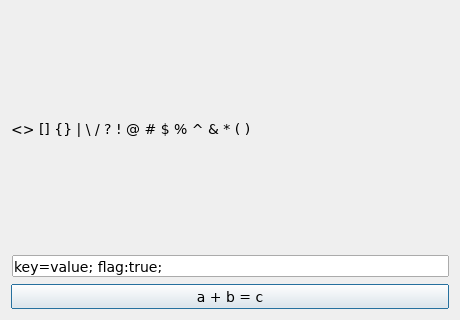 <> [] {} | \ / ? ! @ # $ % ^ & * ( )
key=value; flag:true;
a + b = c